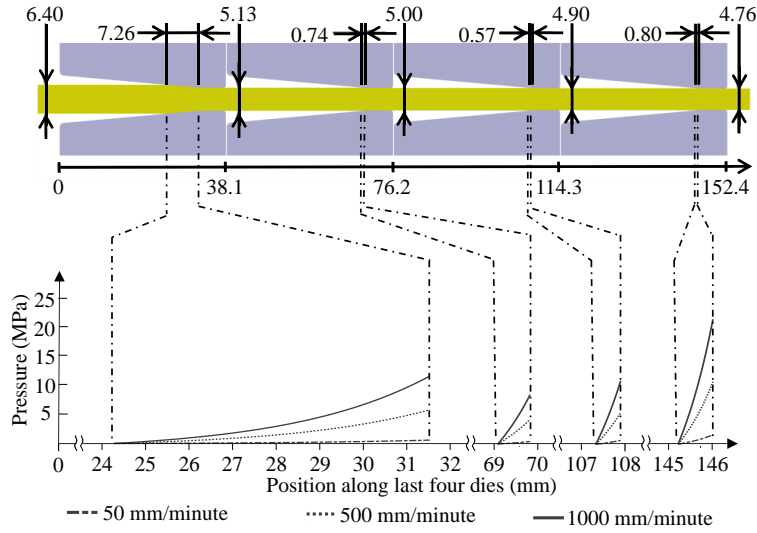 6.40 5.13 5.00 4.90 4.76
7.26 0.74 0.57 0.80
0 38.1 76.2 114.3 152.4
Pressure (MPa)
25
20
15
10
5
0 24 25 26 27 28 29 30 31 32 69 70 107 108 145 146
Position along last four dies (mm)
50 mm/minute 500 mm/minute 1000 mm/minute